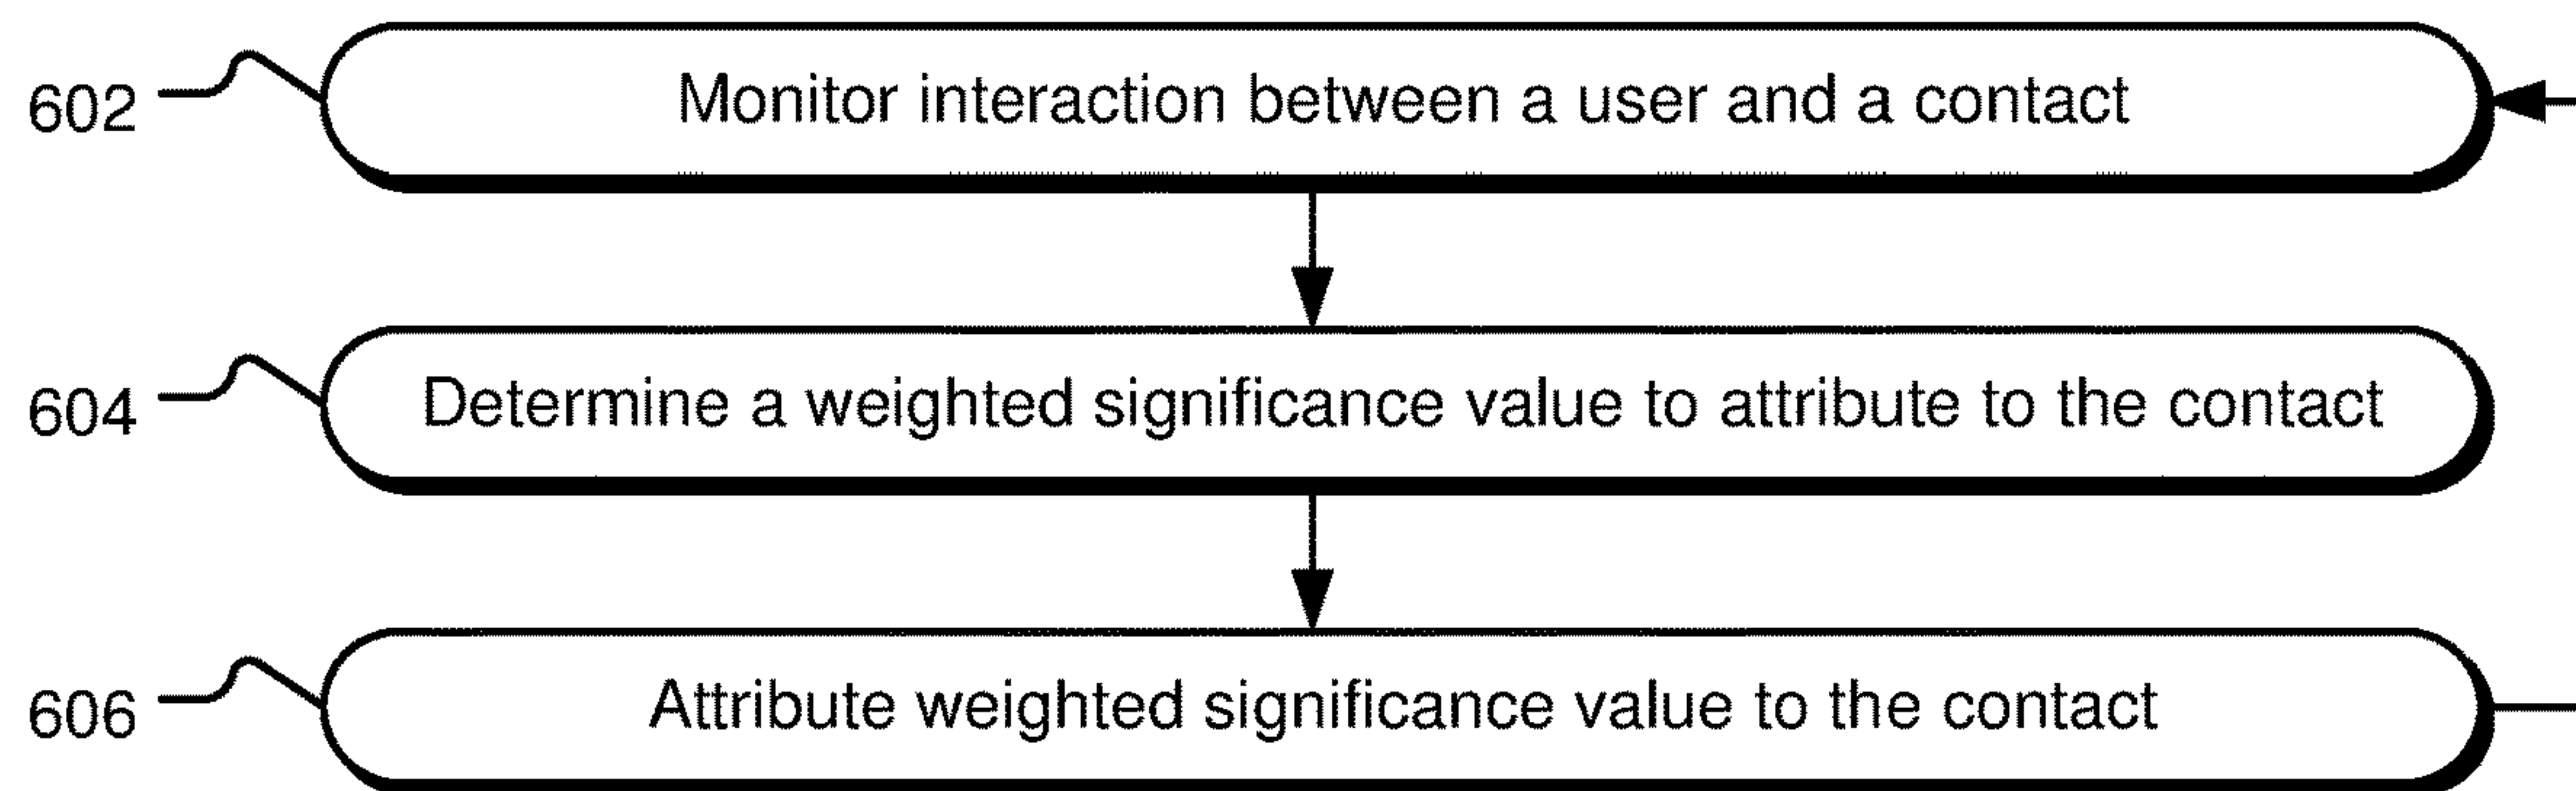 602 Monitor interaction between a user and a contact
604 Determine a weighted significance value to attribute to the contact
606 Attribute weighted significance value to the contact